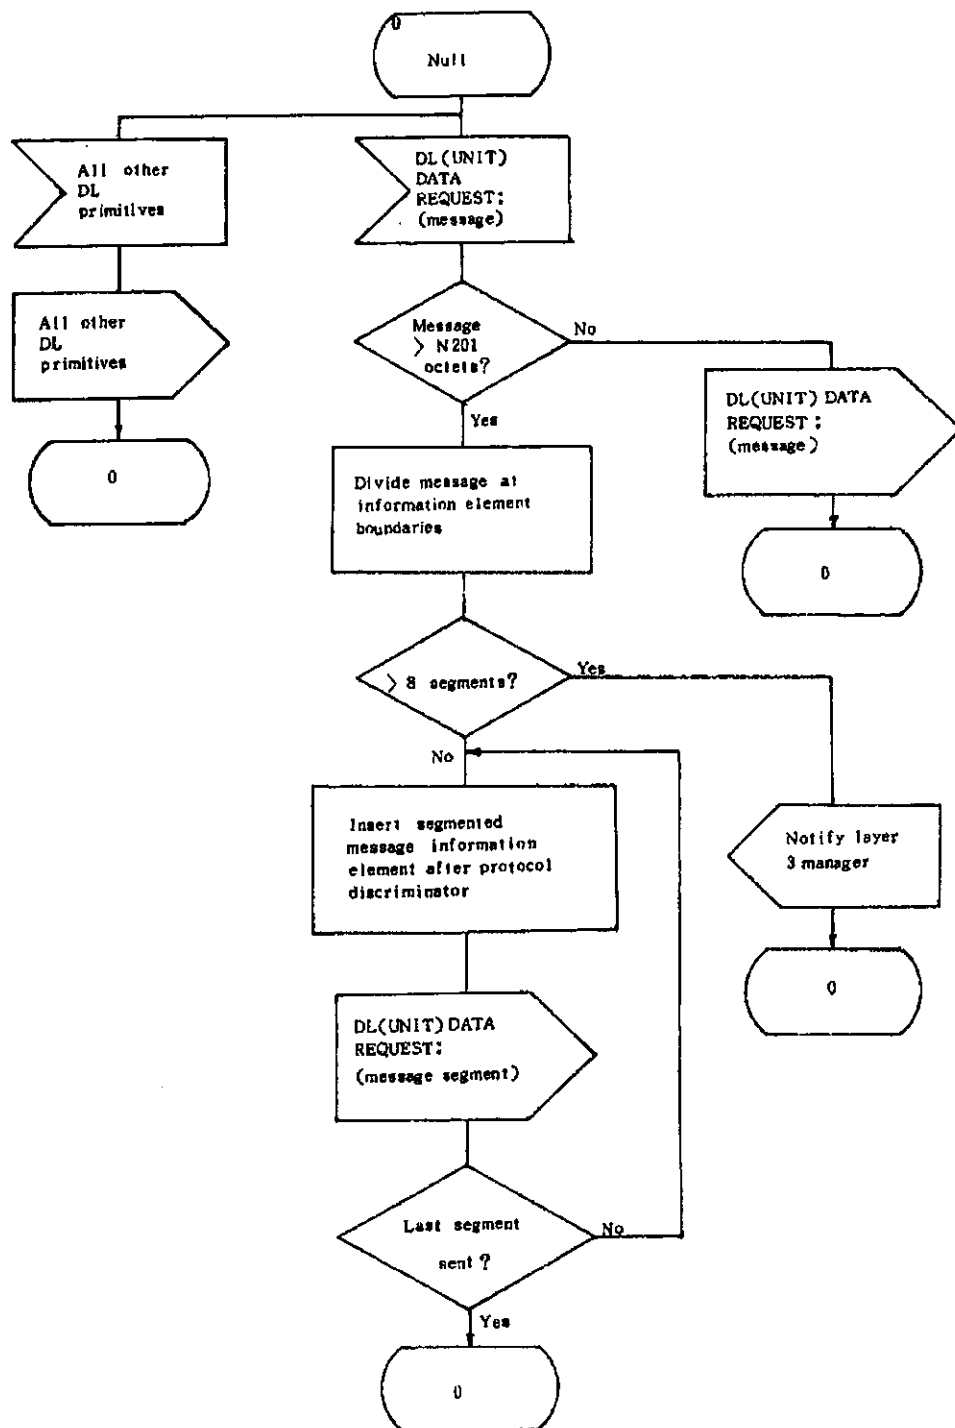 0
Null
All other
DL
primitives
DL(UNIT)
DATA
REQUEST:
(message)
All other
DL
primitives
Message
> N201
octets?
No
DL(UNIT) DATA
REQUEST:
(message)
Yes
0
Divide message at
information element
boundaries
0
> 8 segments?
Yes
No
Insert segmented
message information
element after protocol
discriminator
Notify layer
3 manager
0
DL(UNIT) DATA
REQUEST:
(message segment)
Last segment
sent?
No
Yes
0